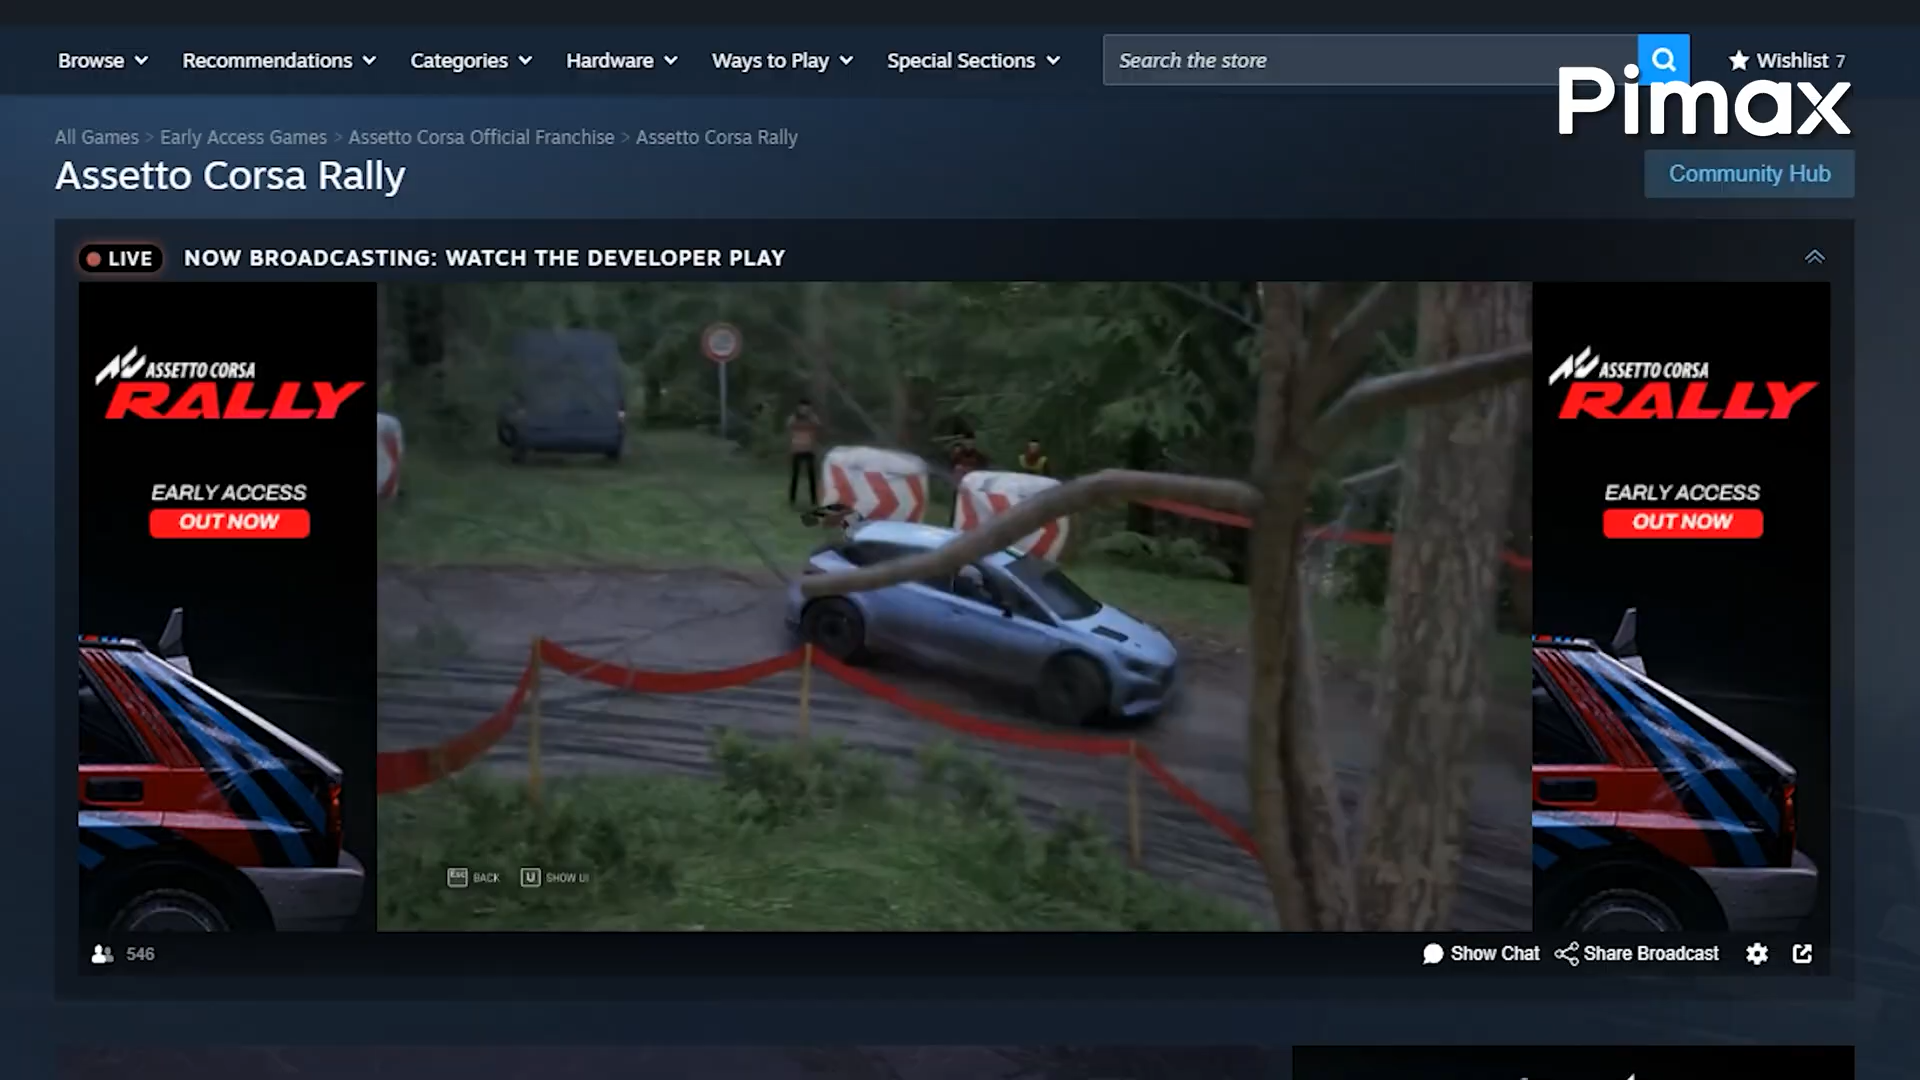 Browse Recommendations Categories Hardware Ways to Play Special Sections Search the store Wishlist 7
Pimax
All Games > Early Access Games > Assetto Corsa Official Franchise > Assetto Corsa Rally
Assetto Corsa Rally
Community Hub
LIVE NOW BROADCASTING: WATCH THE DEVELOPER PLAY
ASSETTO CORSA
RALLY
EARLY ACCESS
OUT NOW
ASSETTO CORSA
RALLY
EARLY ACCESS
OUT NOW
Esc BACK U SHOW UI
546 Show Chat Share Broadcast